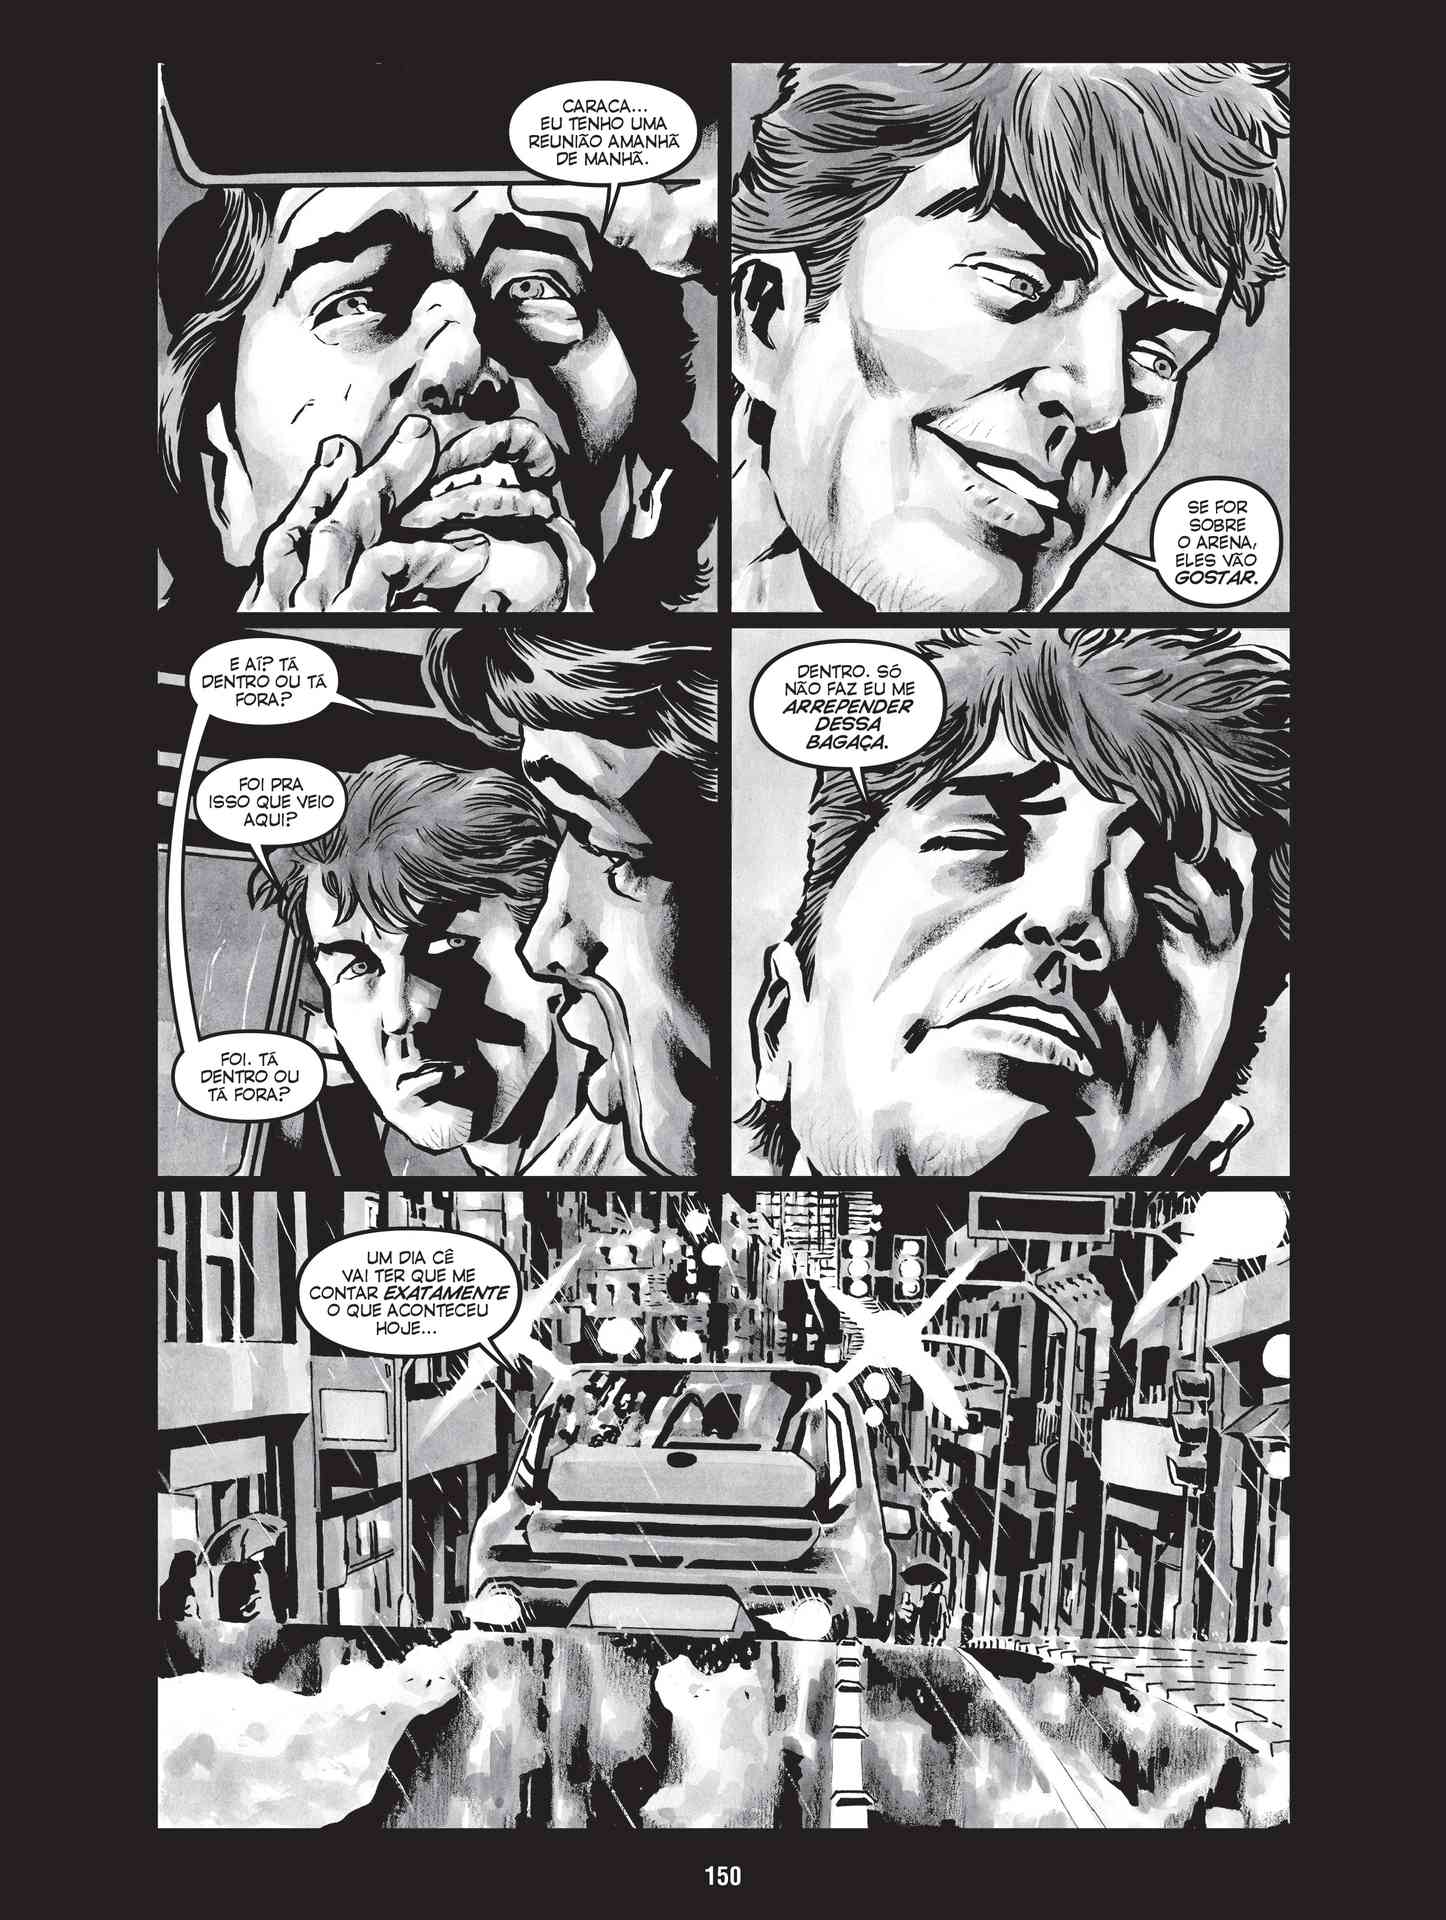 CARACA...
EU TENHO UMA
REUNIÃO AMANHÃ
DE MANHÃ.
SE FOR
SOBRE
O ARENA,
ELES VÃO
GOSTAR.
E AÍ? TÁ
DENTRO OU TÁ
FORA?
FOI PRA
ISSO QUE VEIO
AQUI?
FOI. TÁ
DENTRO OU
TÁ FORA?
DENTRO. SÓ
NÃO FAZ EU ME
ARREPENDER
DESSA
BAGAÇA.
UM DIA CÊ
VAI TER QUE ME
CONTAR EXATAMENTE
O QUE ACONTECEU
HOJE...
150